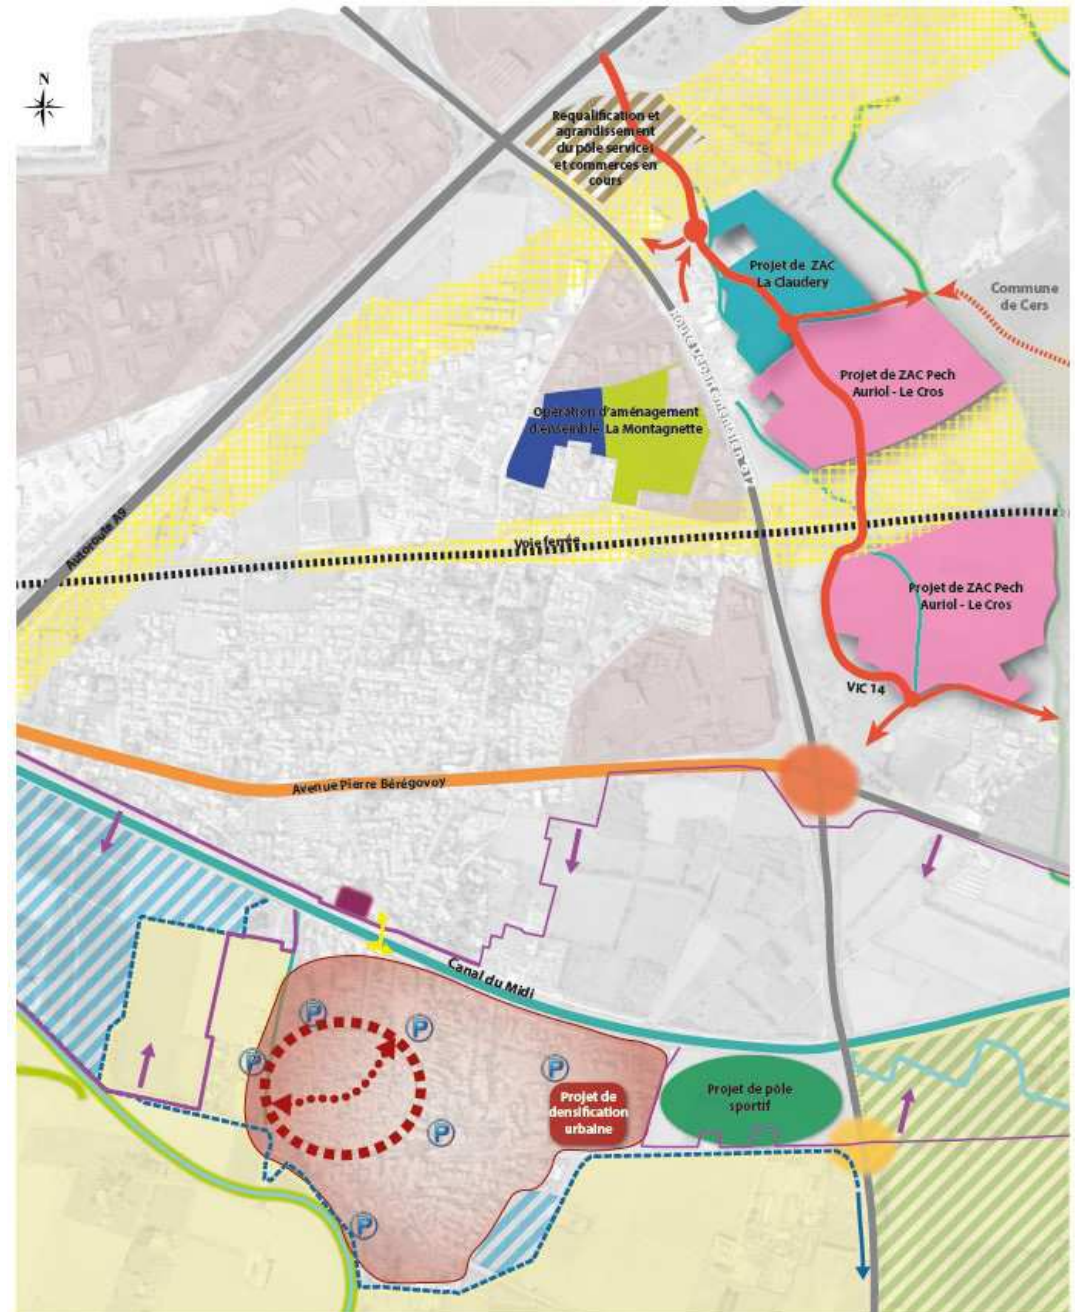 N
Requalification et
agrandissement
du pôle services
et commerces en
cours
Projet de ZAC
La Claudery
Commune
de Cers
Projet de ZAC Pech
Auriol - Le Cros
Opération d'aménagement
d'ensemble La Montagnette
Autoroute A9
Voie ferrée
Projet de ZAC Pech
Auriol - Le Cros
VIC 14
Avenue Pierre Bérégovoy
Canal du Midi
P
P
P
P
P
P
Projet de
densification
urbaine
Projet de pôle
sportif